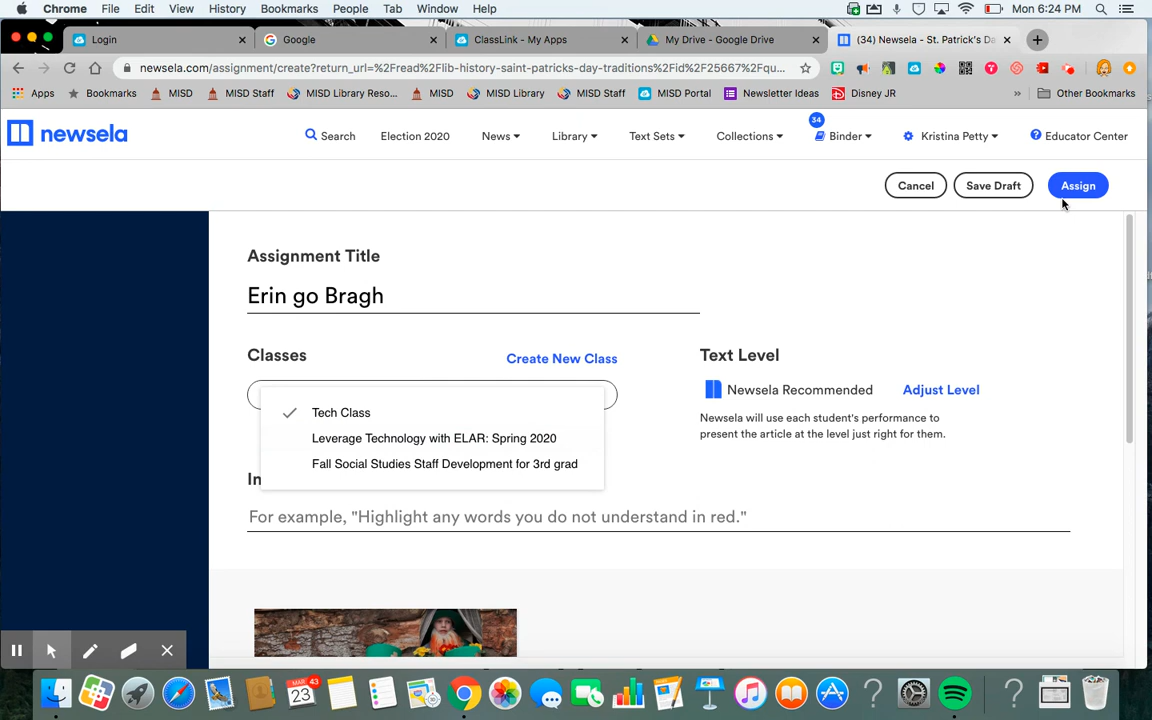 Chrome File Edit View History Bookmarks People Tab Window Help Mon 6:24 PM
Login Google ClassLink - My Apps My Drive - Google Drive (34) Newsela - St. Patrick's Da
newsela.com/assignment/create?return_url=%2Fread%2Flib-history-saint-patricks-day-traditions%2Fid%2F25667%2Fqu...
Apps Bookmarks MISD MISD Staff MISD Library Reso... MISD MISD Library MISD Staff MISD Portal Newsletter Ideas Disney JR » Other Bookmarks
newsela Search Election 2020 News Library Text Sets Collections 34 Binder Kristina Petty Educator Center
Cancel Save Draft Assign
Assignment Title
Erin go Bragh
Classes Create New Class Text Level
Newsela Recommended Adjust Level
Tech Class
Newsela will use each student's performance to
present the article at the level just right for them.
Leverage Technology with ELAR: Spring 2020
Fall Social Studies Staff Development for 3rd grad
In
For example, "Highlight any words you do not understand in red."
MAR 43
23